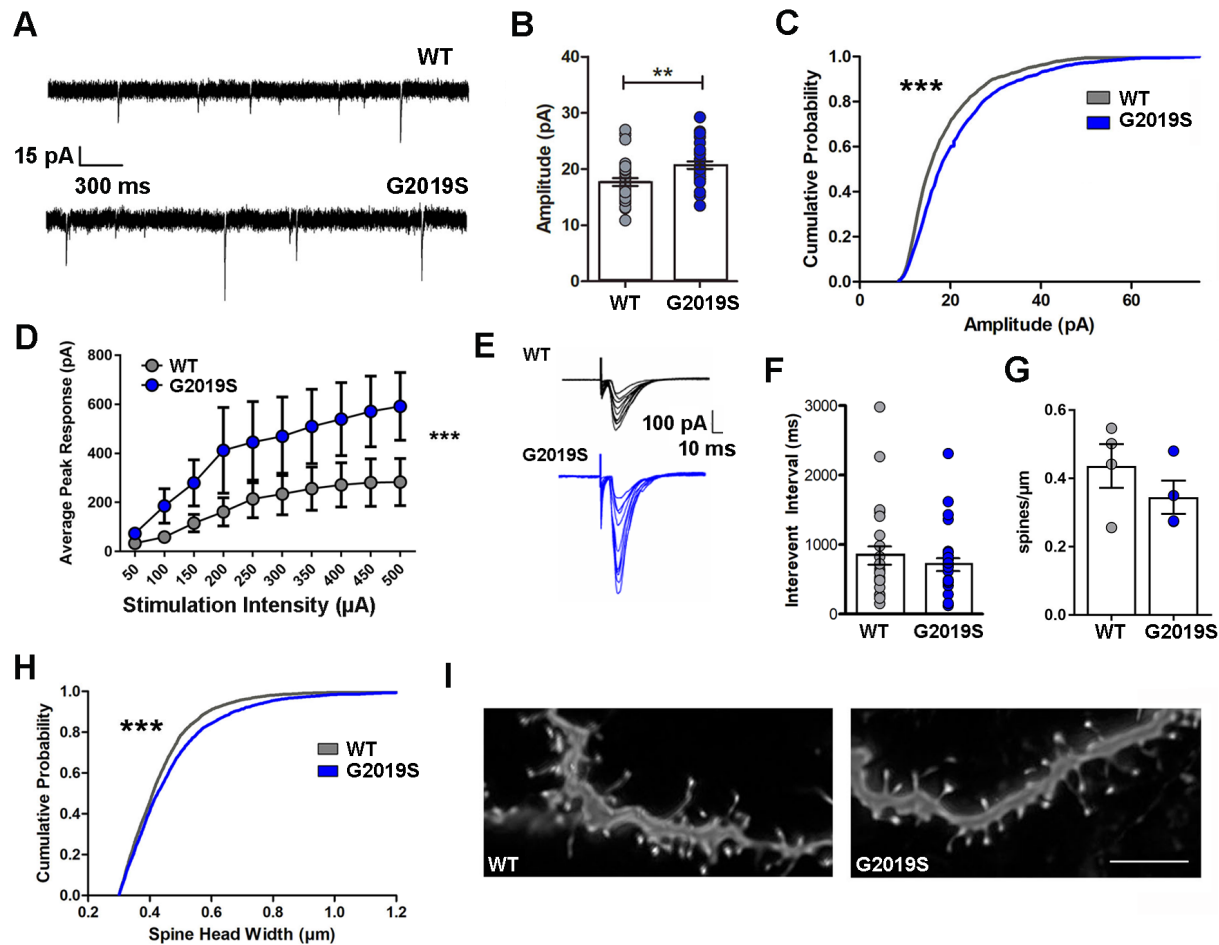 A
WT
15 pA
300 ms
G2019S
B
**
40
30
20
10
0
Amplitude (pA)
WT
G2019S
C
***
WT
G2019S
1.0
0.8
0.6
0.4
0.2
0.0
Cumulative Probability
0
20
40
60
Amplitude (pA)
D
WT
G2019S
800
600
400
200
0
Average Peak Response (pA)
***
50
100
150
200
250
300
350
400
450
500
Stimulation Intensity (µA)
E
WT
100 pA
10 ms
G2019S
F
3000
2000
1000
0
Interevent Interval (ms)
WT
G2019S
G
0.6
0.4
0.2
0.0
spines/µm
WT
G2019S
H
***
WT
G2019S
1.0
0.8
0.6
0.4
0.2
0.0
Cumulative Probability
0.2
0.4
0.6
0.8
1.0
1.2
Spine Head Width (µm)
I
WT
G2019S